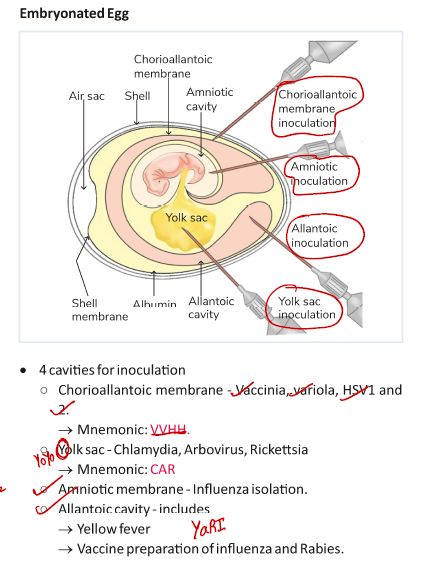 Embryonated Egg
Chorioallantoic
membrane
Air sac
Shell
Amniotic
cavity
Chorioallantoic
membrane
inoculation
Amniotic
inoculation
Yolk sac
Allantoic
inoculation
Shell
membrane
Albumin
Allantoic
cavity
Yolk sac
inoculation
• 4 cavities for inoculation
○ Chorioallantoic membrane - Vaccinia, variola, HSV1 and
2.
→ Mnemonic: VVHH.
YoYo
○ Yolk sac - Chlamydia, Arbovirus, Rickettsia
→ Mnemonic: CAR
○ Amniotic membrane - Influenza isolation.
○ Allantoic cavity - includes
→ Yellow fever
YaRI
→ Vaccine preparation of influenza and Rabies.